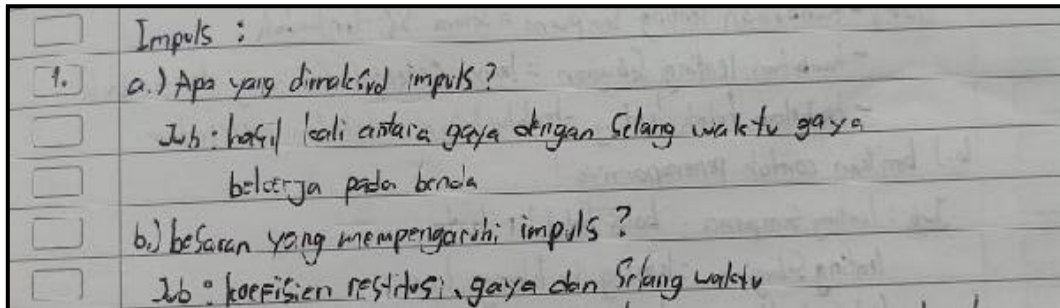 Impuls :
1. a.) Apa yang dimaksud impuls?
Jwb : hasil kali antara gaya dengan Selang waktu gaya
bekerja pada benda
b.) besaran yang mempengaruhi impuls ?
Jwb : koefisien restitusi, gaya dan Selang waktu